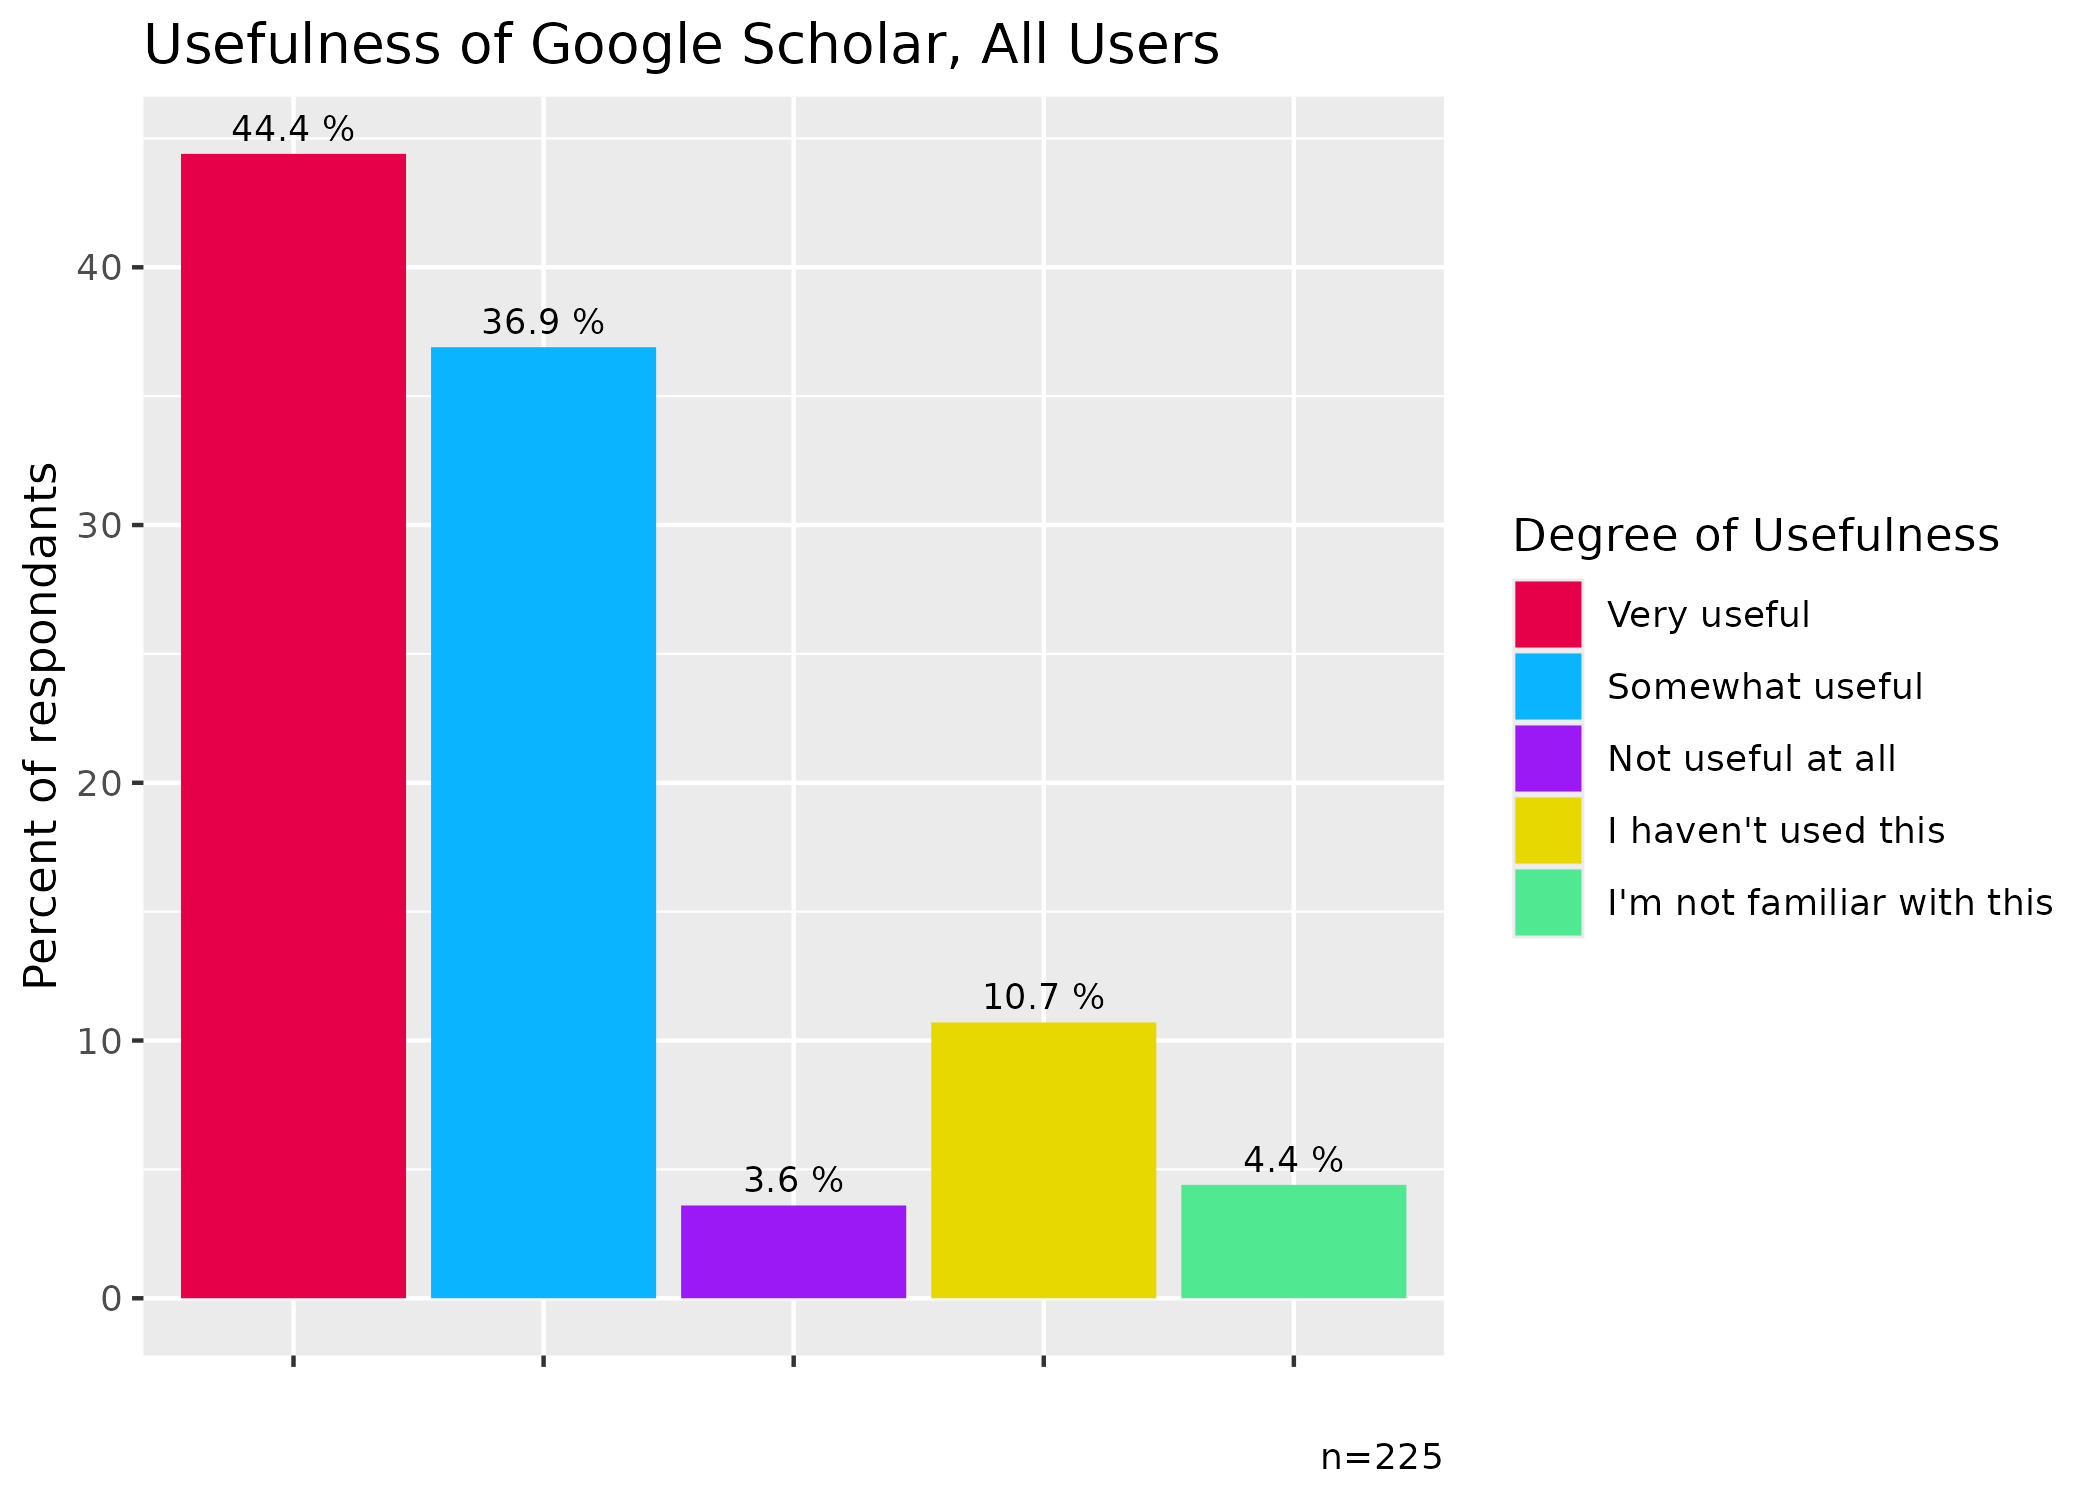 Usefulness of Google Scholar, All Users
Percent of respondants
40
30
20
10
0
44.4 %
36.9 %
3.6 %
10.7 %
4.4 %
Degree of Usefulness
Very useful
Somewhat useful
Not useful at all
I haven't used this
I'm not familiar with this
n=225